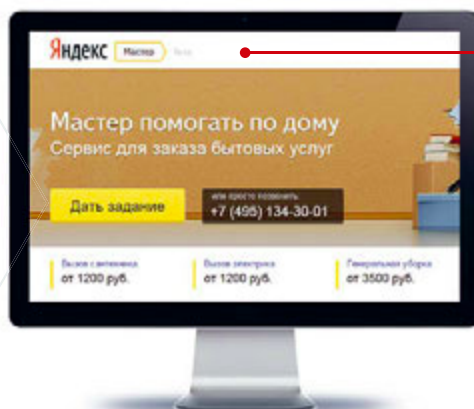 Яндекс Мастер
Мастер помогать по дому
Сервис для заказа бытовых услуг
Дать задание
или просто позвонить
+7 (495) 134-30-01
Вызов сантехника
от 1200 руб.
Вызов электрика
от 1200 руб.
Генеральная уборка
от 3500 руб.